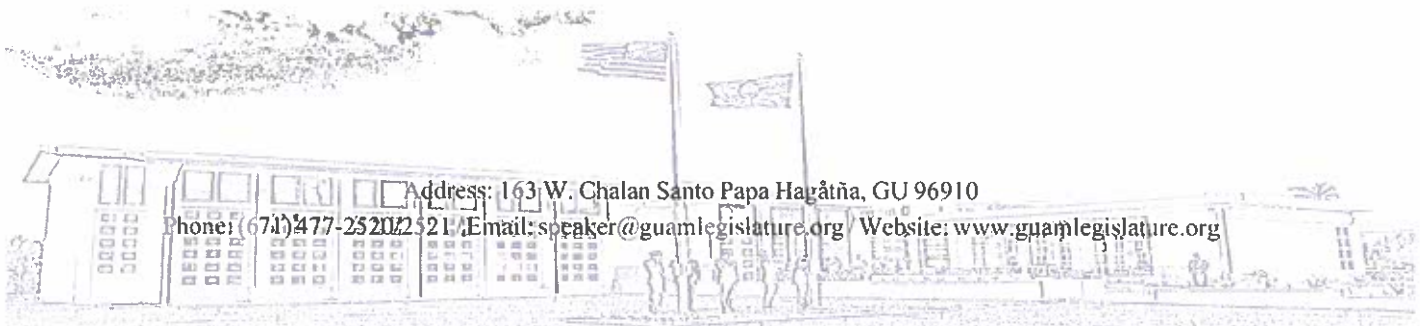 Address: 163 W. Chalan Santo Papa Hagåtña, GU 96910
Phone: (671) 477-2520/2521 / Email: speaker@guamlegislature.org / Website: www.guamlegislature.org